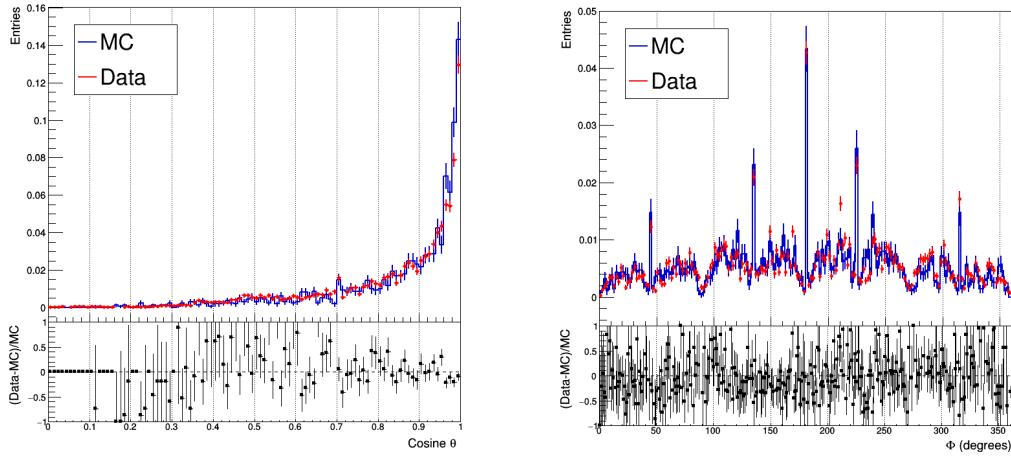 Entries
0.16
0.14
0.12
0.1
0.08
0.06
0.04
0.02
0
MC
Data
(Data-MC)/MC
1
0.5
0
−0.5
−1
0 0.1 0.2 0.3 0.4 0.5 0.6 0.7 0.8 0.9 1
Cosine θ
Entries
0.05
0.04
0.03
0.02
0.01
0
MC
Data
(Data-MC)/MC
1
0.5
0
−0.5
−1
0 50 100 150 200 250 300 350
Φ (degrees)